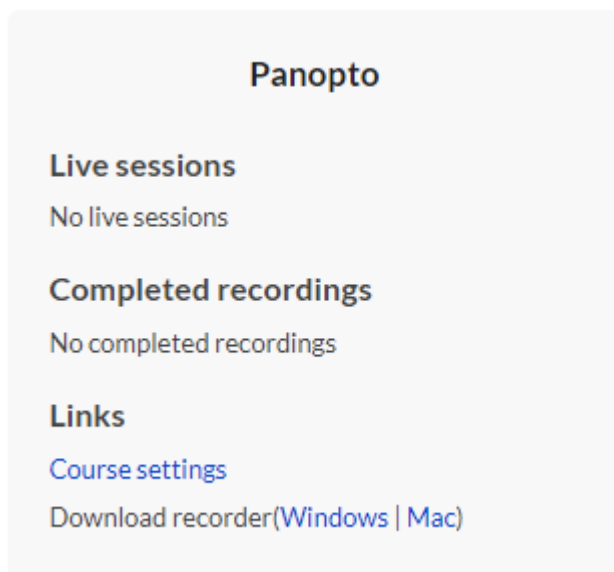 Panopto
Live sessions
No live sessions
Completed recordings
No completed recordings
Links
Course settings
Download recorder(Windows | Mac)